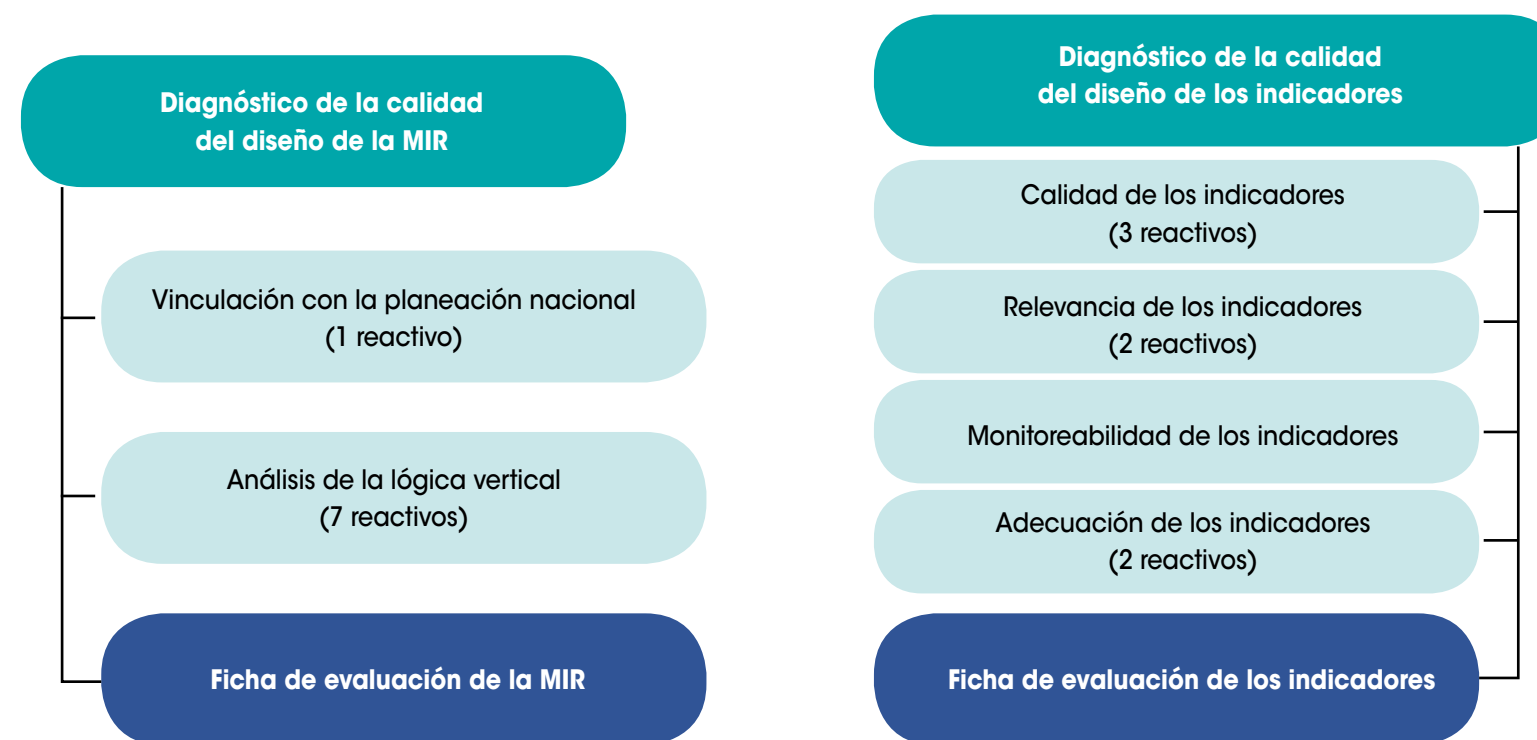 Diagnóstico de la calidad
del diseño de la MIR
Vinculación con la planeación nacional
(1 reactivo)
Análisis de la lógica vertical
(7 reactivos)
Ficha de evaluación de la MIR
Diagnóstico de la calidad
del diseño de los indicadores
Calidad de los indicadores
(3 reactivos)
Relevancia de los indicadores
(2 reactivos)
Monitoreabilidad de los indicadores
Adecuación de los indicadores
(2 reactivos)
Ficha de evaluación de los indicadores